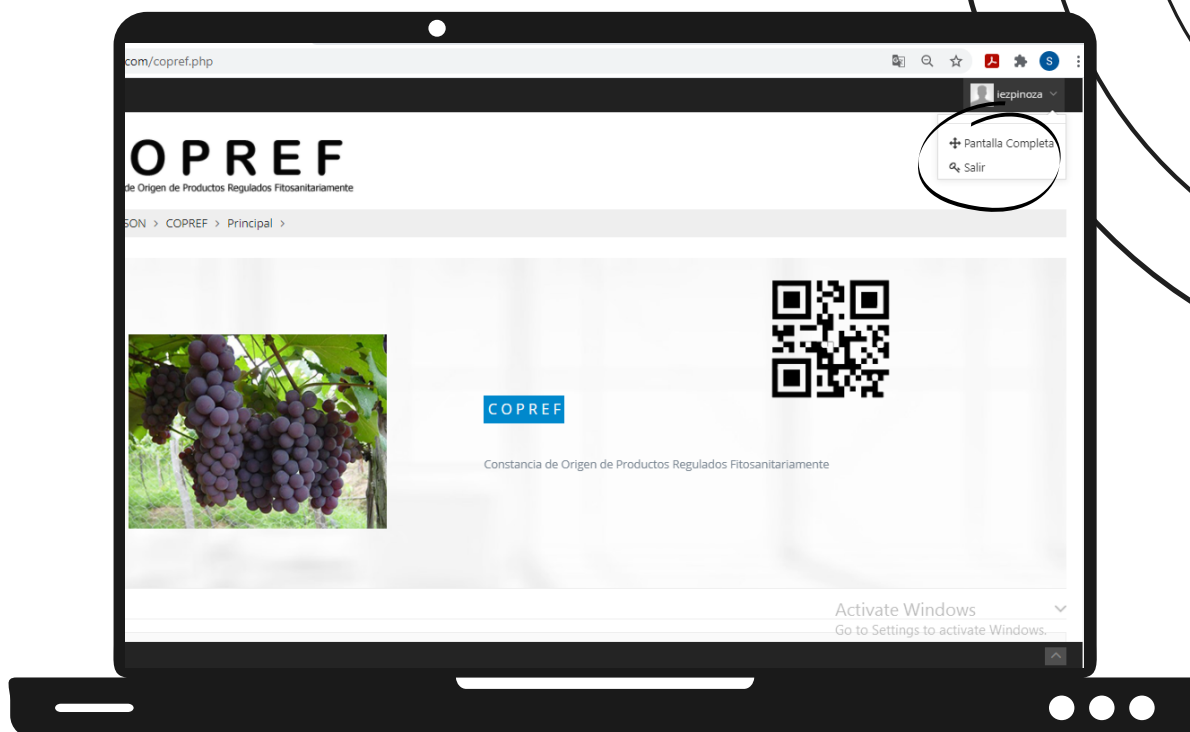 com/copref.php
S
iezpinoza
Pantalla Completa
Salir
OPREF
de Origen de Productos Regulados Fitosanitariamente
SON > COPREF > Principal >
COPREF
Constancia de Origen de Productos Regulados Fitosanitariamente
Activate Windows
Go to Settings to activate Windows.